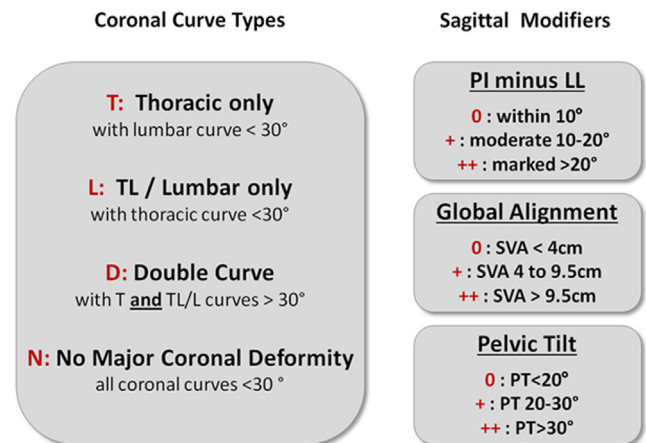 Coronal Curve Types
T: Thoracic only
with lumbar curve < 30°
L: TL / Lumbar only
with thoracic curve <30°
D: Double Curve
with T and TL/L curves > 30°
N: No Major Coronal Deformity
all coronal curves <30 °
Sagittal Modifiers
PI minus LL
0 : within 10°
+ : moderate 10-20°
++ : marked >20°
Global Alignment
0 : SVA < 4cm
+ : SVA 4 to 9.5cm
++ : SVA > 9.5cm
Pelvic Tilt
0 : PT<20°
+ : PT 20-30°
++ : PT>30°